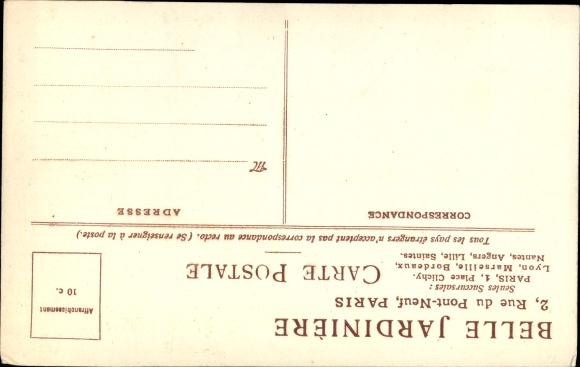 BELLE JARDINIÈRE
2, Rue du Pont-Neuf, PARIS
Seules Succursales :
PARIS, 1, Place Clichy.
Lyon, Marseille, Bordeaux,
Nantes, Angers, Lille, Saintes.
CARTE POSTALE
Affranchissement
10 c.
Tous les pays étrangers n'acceptent pas la correspondance au recto. (Se renseigner à la poste.)
CORRESPONDANCE
ADRESSE
M